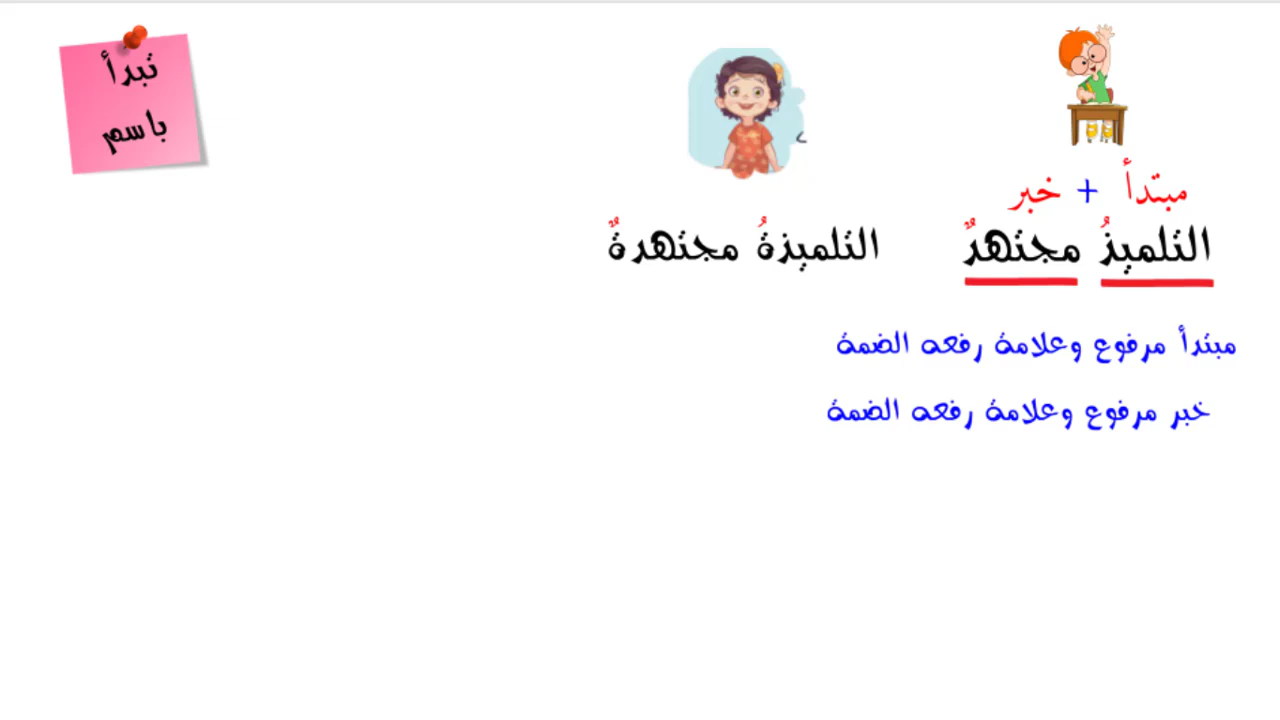 تبدأ
باسم
مبتدأ + خبر
التلميذُ مجتهدٌ
التلميذةُ مجتهدةٌ
مبتدأ مرفوع وعلامة رفعه الضمة
خبر مرفوع وعلامة رفعه الضمة